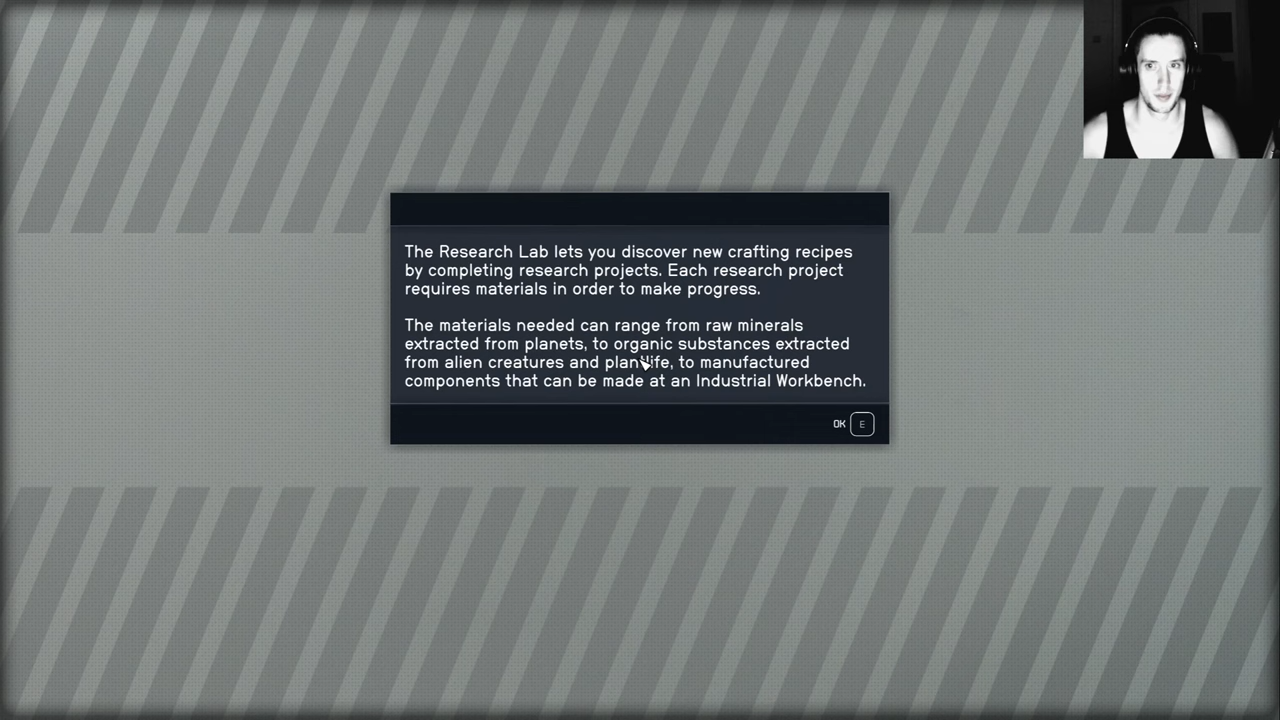 The Research Lab lets you discover new crafting recipes
by completing research projects. Each research project
requires materials in order to make progress.
The materials needed can range from raw minerals
extracted from planets, to organic substances extracted
from alien creatures and plantlife, to manufactured
components that can be made at an Industrial Workbench.
OK E